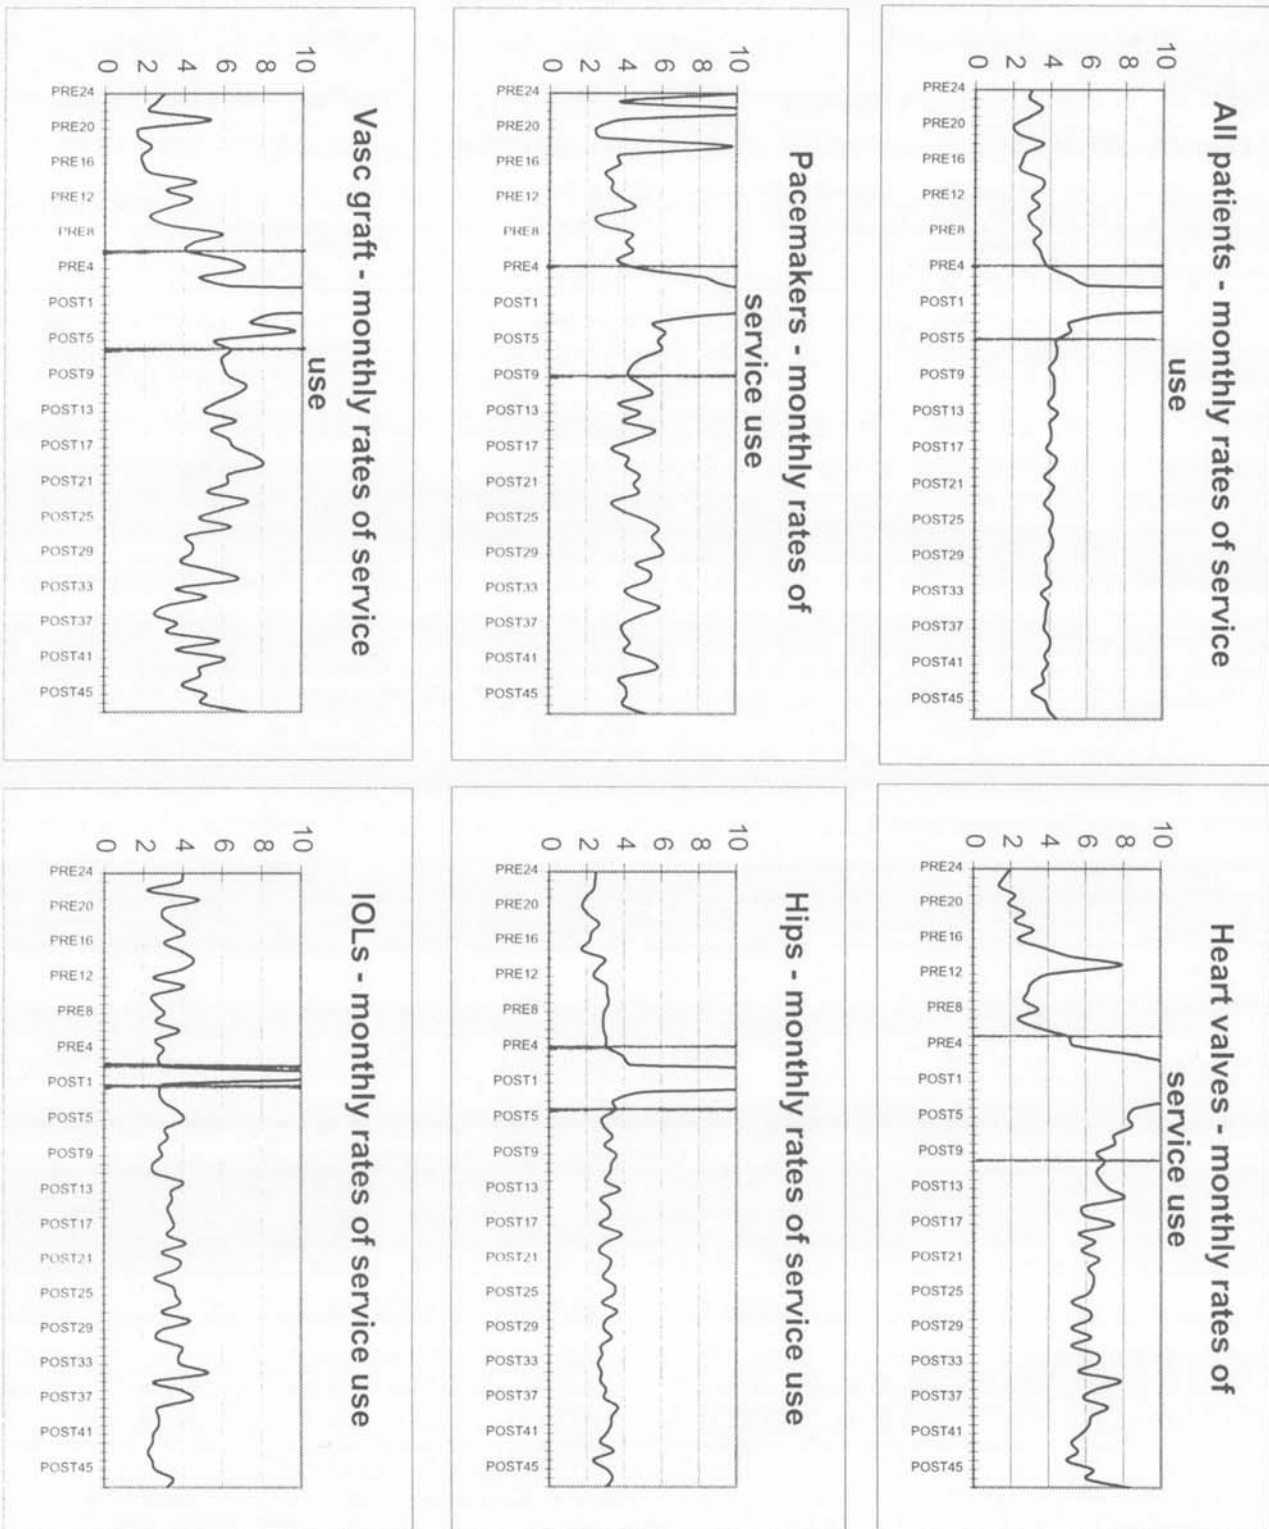 All patients - monthly rates of service
use
10
8
6
4
2
0
PRE24
PRE20
PRE16
PRE12
PRE8
PRE4
POST1
POST5
POST9
POST13
POST17
POST21
POST25
POST29
POST33
POST37
POST41
POST45
Heart valves - monthly rates of
service use
10
8
6
4
2
0
PRE24
PRE20
PRE16
PRE12
PRE8
PRE4
POST1
POST5
POST9
POST13
POST17
POST21
POST25
POST29
POST33
POST37
POST41
POST45
Pacemakers - monthly rates of
service use
10
8
6
4
2
0
PRE24
PRE20
PRE16
PRE12
PRE8
PRE4
POST1
POST5
POST9
POST13
POST17
POST21
POST25
POST29
POST33
POST37
POST41
POST45
Hips - monthly rates of service use
10
8
6
4
2
0
PRE24
PRE20
PRE16
PRE12
PRE8
PRE4
POST1
POST5
POST9
POST13
POST17
POST21
POST25
POST29
POST33
POST37
POST41
POST45
Vasc graft - monthly rates of service
use
10
8
6
4
2
0
PRE24
PRE20
PRE16
PRE12
PRE8
PRE4
POST1
POST5
POST9
POST13
POST17
POST21
POST25
POST29
POST33
POST37
POST41
POST45
IOLs - monthly rates of service use
10
8
6
4
2
0
PRE24
PRE20
PRE16
PRE12
PRE8
PRE4
POST1
POST5
POST9
POST13
POST17
POST21
POST25
POST29
POST33
POST37
POST41
POST45